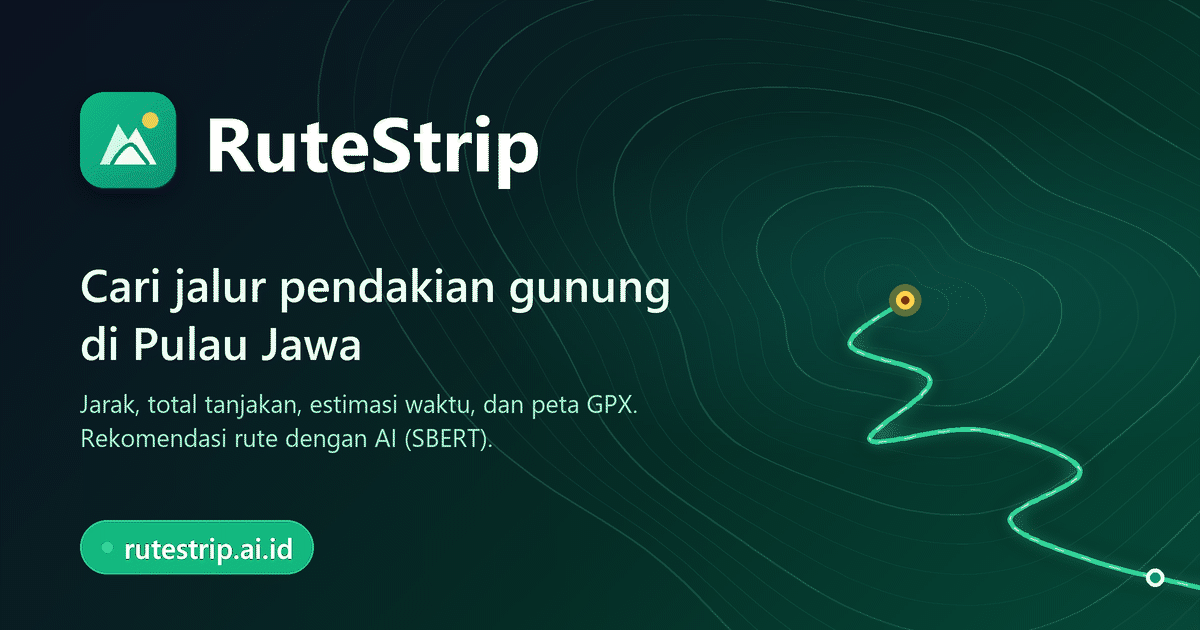 RuteStrip
Cari jalur pendakian gunung
di Pulau Jawa
Jarak, total tanjakan, estimasi waktu, dan peta GPX.
Rekomendasi rute dengan AI (SBERT).
rutestrip.ai.id